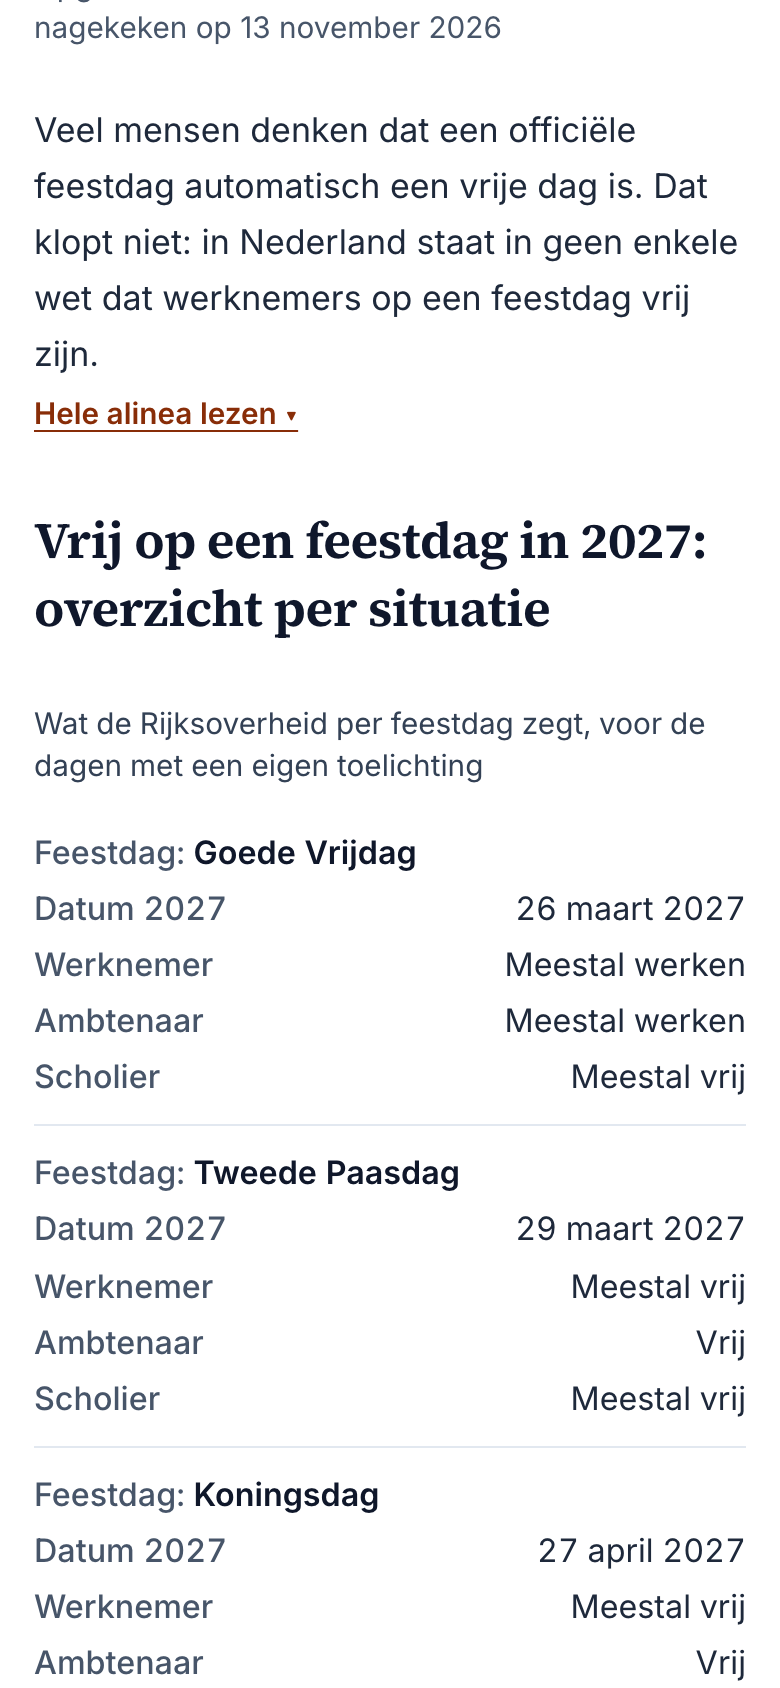 nagekeken op 13 november 2026
Veel mensen denken dat een officiële
feestdag automatisch een vrije dag is. Dat
klopt niet: in Nederland staat in geen enkele
wet dat werknemers op een feestdag vrij
zijn.
Hele alinea lezen ▾
Vrij op een feestdag in 2027:
overzicht per situatie
Wat de Rijksoverheid per feestdag zegt, voor de
dagen met een eigen toelichting
Feestdag: Goede Vrijdag
Datum 2027 26 maart 2027
Werknemer Meestal werken
Ambtenaar Meestal werken
Scholier Meestal vrij
Feestdag: Tweede Paasdag
Datum 2027 29 maart 2027
Werknemer Meestal vrij
Ambtenaar Vrij
Scholier Meestal vrij
Feestdag: Koningsdag
Datum 2027 27 april 2027
Werknemer Meestal vrij
Ambtenaar Vrij